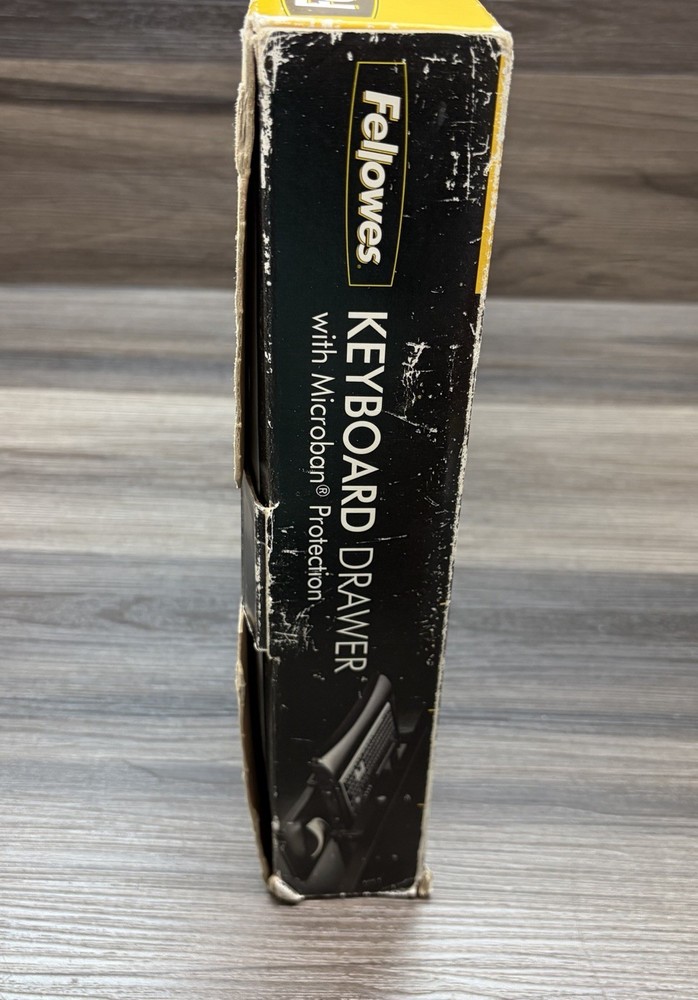 Fellowes
KEYBOARD DRAWER
with Microban® Protection